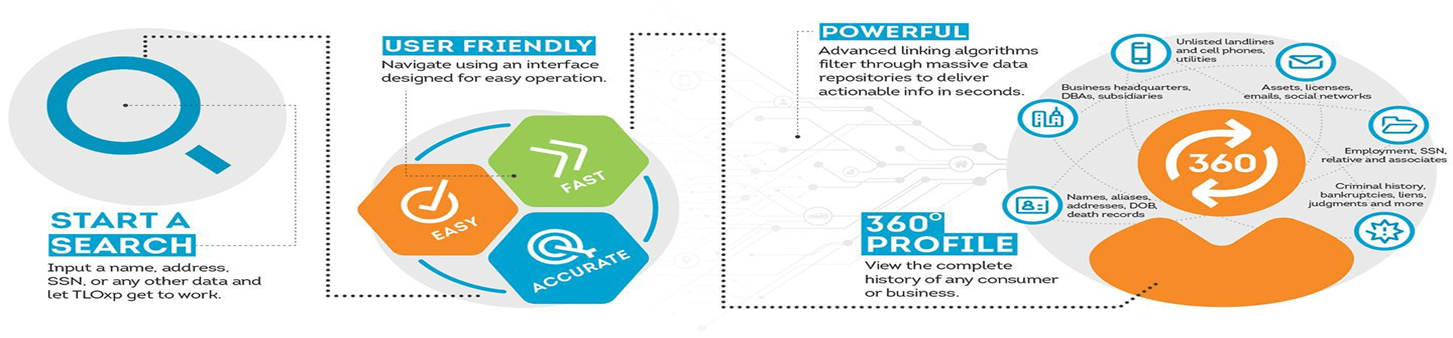 START A
SEARCH
Input a name, address,
SSN, or any other data and
let TLOxp get to work.
USER FRIENDLY
Navigate using an interface
designed for easy operation.
FAST
EASY
ACCURATE
POWERFUL
Advanced linking algorithms
filter through massive data
repositories to deliver
actionable info in seconds.
360°
PROFILE
View the complete
history of any consumer
or business.
Unlisted landlines
and cell phones,
utilities
Assets, licenses,
emails, social networks
Business headquarters,
DBAs, subsidiaries
360
Employment, SSN,
relative and associates
Names, aliases,
addresses, DOB,
death records
Criminal history,
bankruptcies, liens,
judgments and more